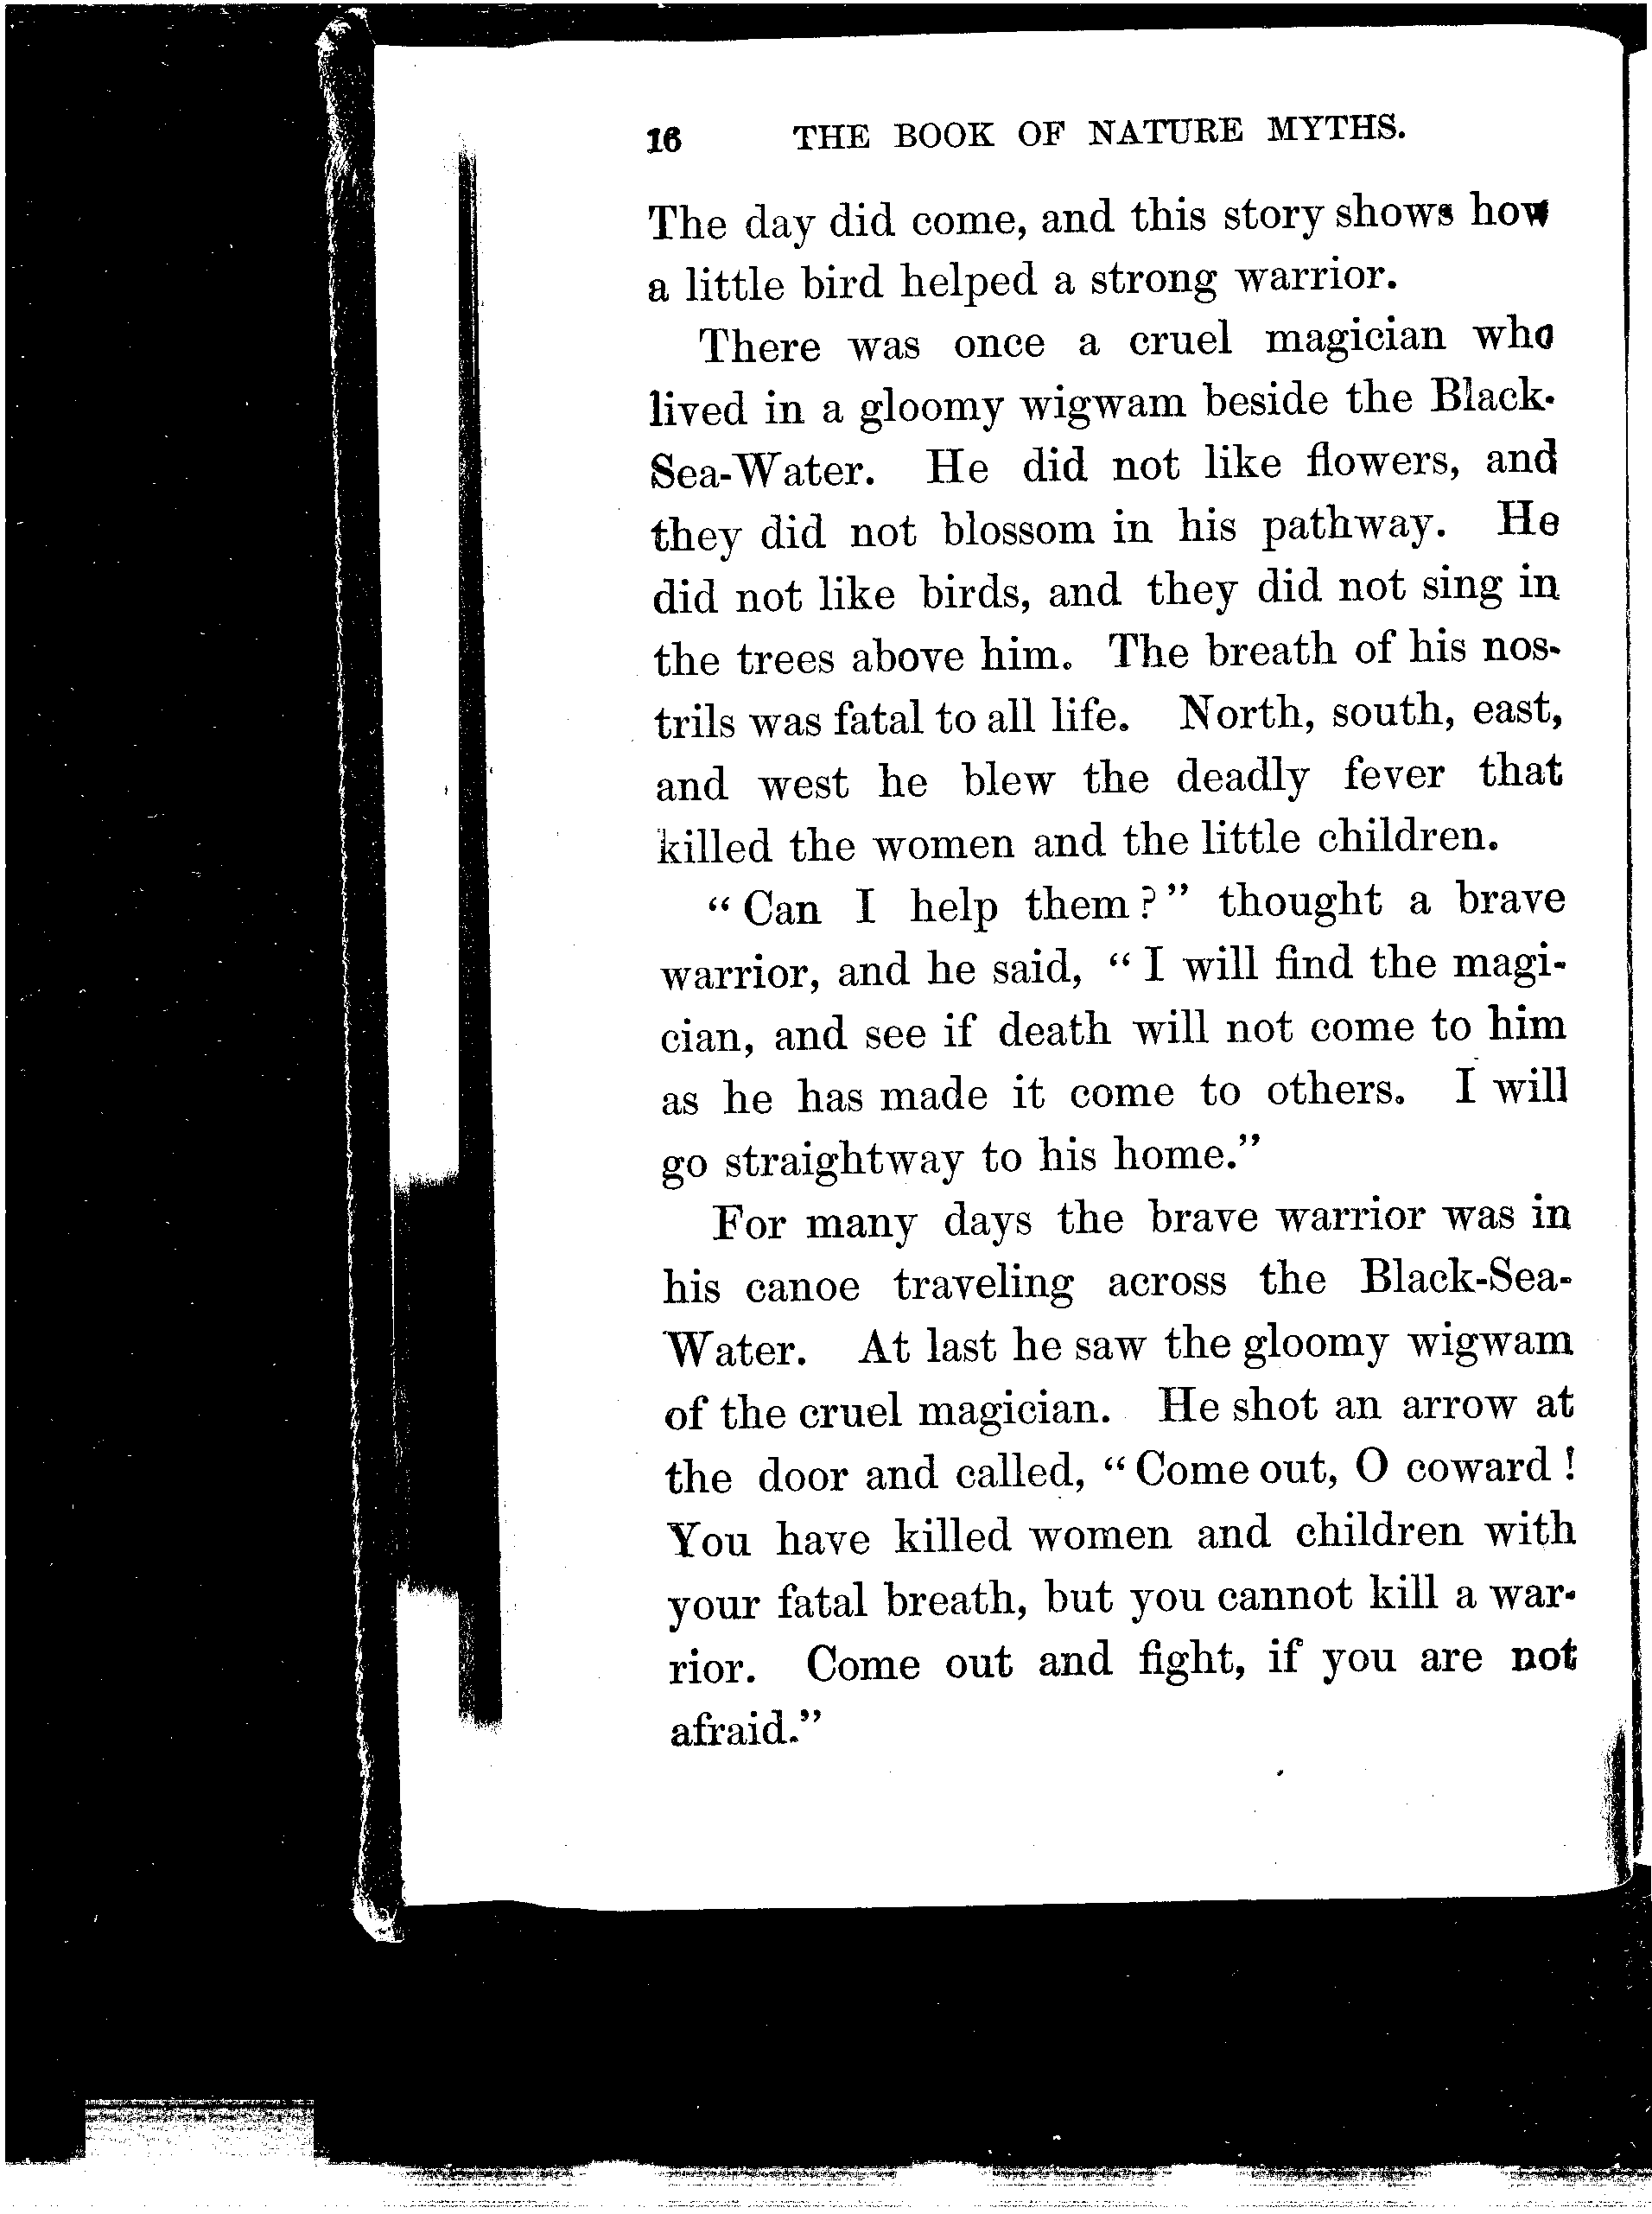 16 THE BOOK OF NATURE MYTHS.
The day did come, and this story shows how
a little bird helped a strong warrior.
There was once a cruel magician who
lived in a gloomy wigwam beside the Black-
Sea-Water. He did not like flowers, and
they did not blossom in his pathway. He
did not like birds, and they did not sing in
the trees above him. The breath of his nos-
trils was fatal to all life. North, south, east,
and west he blew the deadly fever that
killed the women and the little children.
“Can I help them?” thought a brave
warrior, and he said, “I will find the magi-
cian, and see if death will not come to him
as he has made it come to others. I will
go straightway to his home.”
For many days the brave warrior was in
his canoe traveling across the Black-Sea-
Water. At last he saw the gloomy wigwam
of the cruel magician. He shot an arrow at
the door and called, “Come out, O coward!
You have killed women and children with
your fatal breath, but you cannot kill a war-
rior. Come out and fight, if you are not
afraid.”